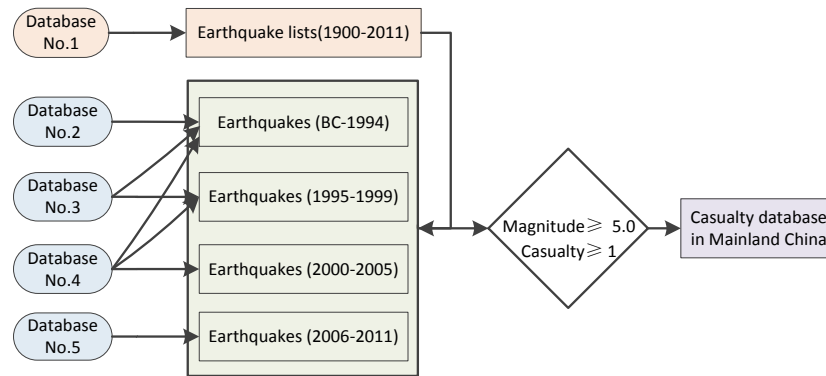 Database
No.1
Earthquake lists(1900-2011)
Database
No.2
Earthquakes (BC-1994)
Database
No.3
Earthquakes (1995-1999)
Magnitude≥ 5.0
Casualty≥ 1
Casualty database
in Mainland China
Database
No.4
Earthquakes (2000-2005)
Database
No.5
Earthquakes (2006-2011)